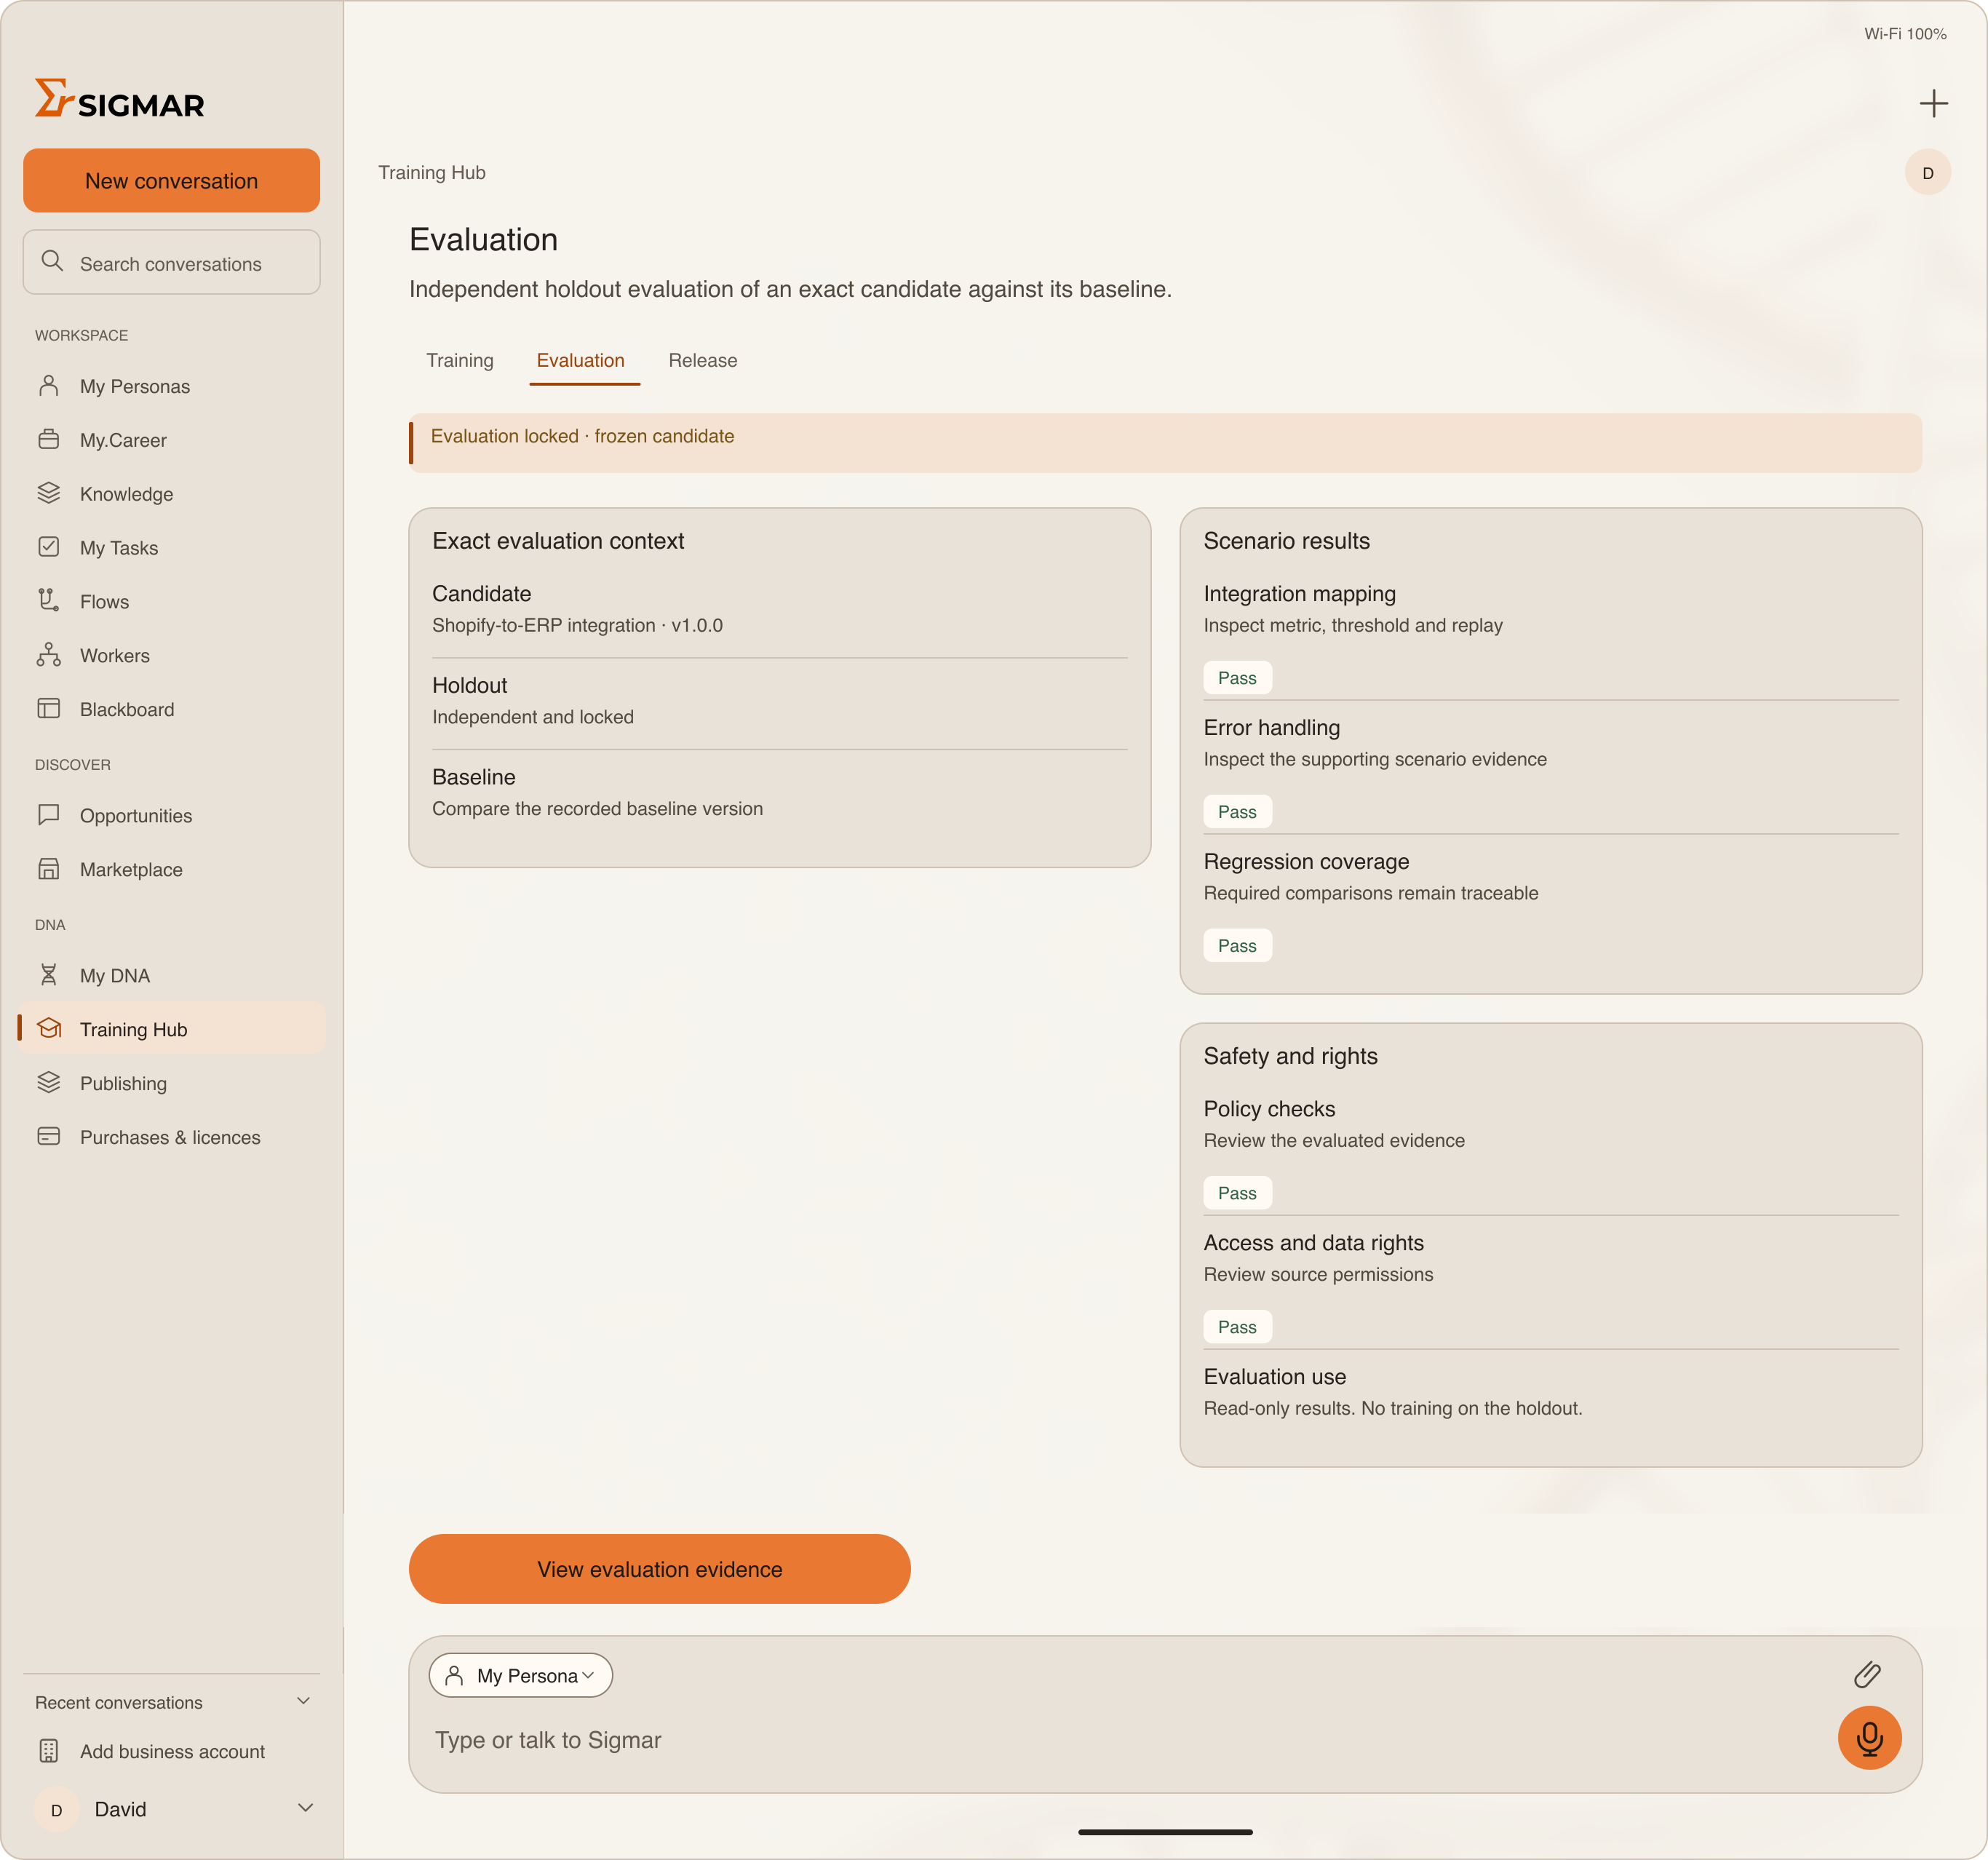 Wi-Fi 100%
Σr SIGMAR
New conversation
Search conversations
WORKSPACE
My Personas
My.Career
Knowledge
My Tasks
Flows
Workers
Blackboard
DISCOVER
Opportunities
Marketplace
DNA
My DNA
Training Hub
Publishing
Purchases & licences
Recent conversations
Add business account
D
David
Training Hub
D
Evaluation
Independent holdout evaluation of an exact candidate against its baseline.
Training
Evaluation
Release
Evaluation locked · frozen candidate
Exact evaluation context
Candidate
Shopify-to-ERP integration · v1.0.0
Holdout
Independent and locked
Baseline
Compare the recorded baseline version
Scenario results
Integration mapping
Inspect metric, threshold and replay
Pass
Error handling
Inspect the supporting scenario evidence
Pass
Regression coverage
Required comparisons remain traceable
Pass
Safety and rights
Policy checks
Review the evaluated evidence
Pass
Access and data rights
Review source permissions
Pass
Evaluation use
Read-only results. No training on the holdout.
View evaluation evidence
My Persona
Type or talk to Sigmar